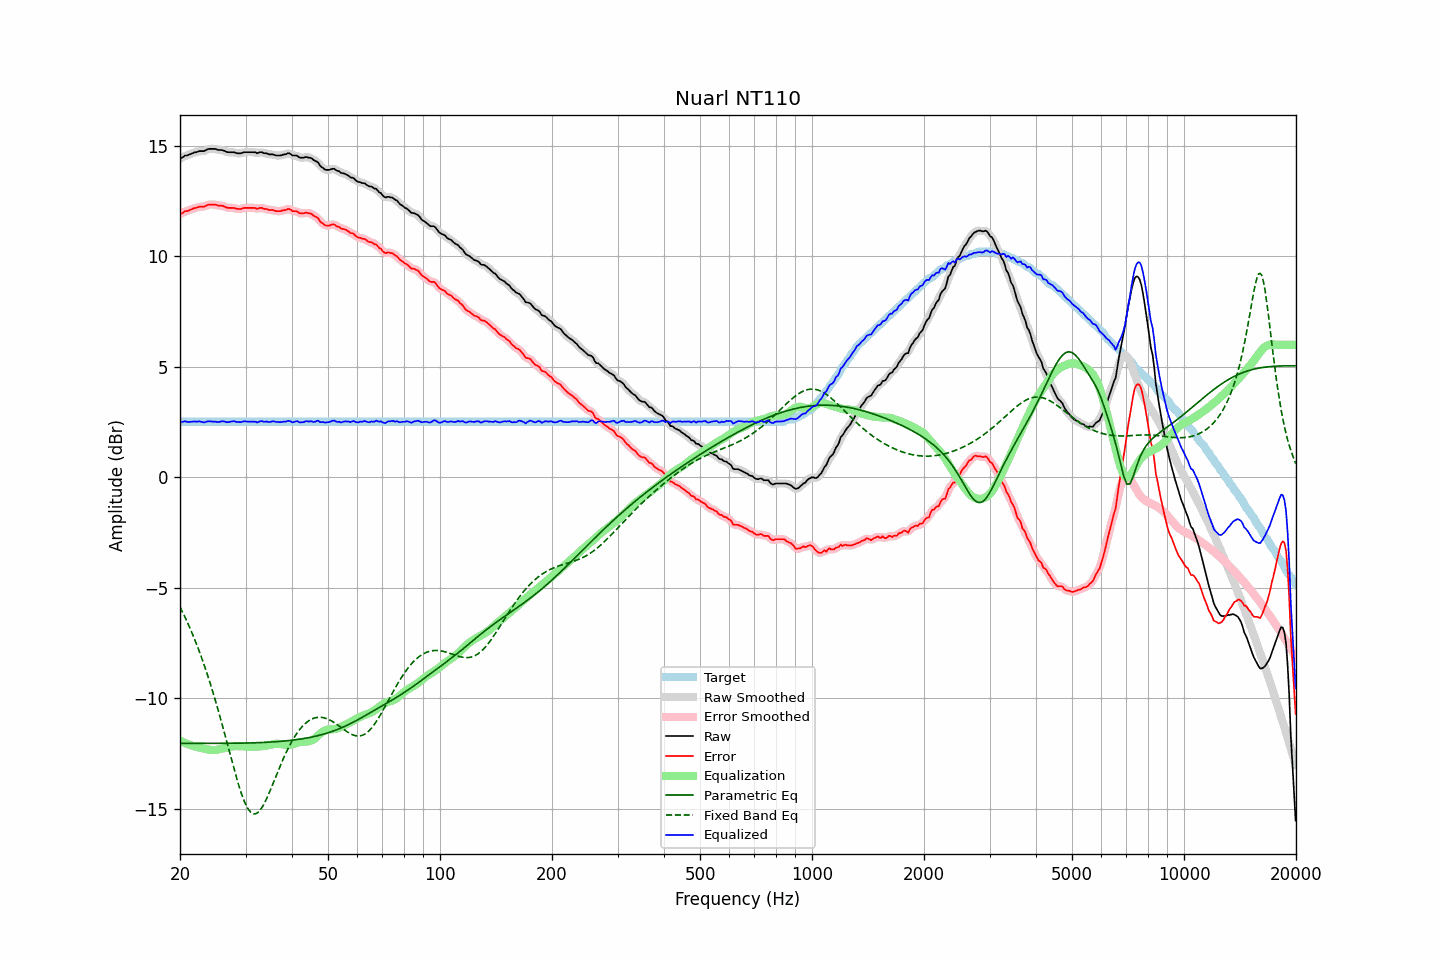 Nuarl NT110
Amplitude (dBr)
15
10
5
0
−5
−10
−15
Target
Raw Smoothed
Error Smoothed
Raw
Error
Equalization
Parametric Eq
Fixed Band Eq
Equalized
20 50 100 200 500 1000 2000 5000 10000 20000
Frequency (Hz)